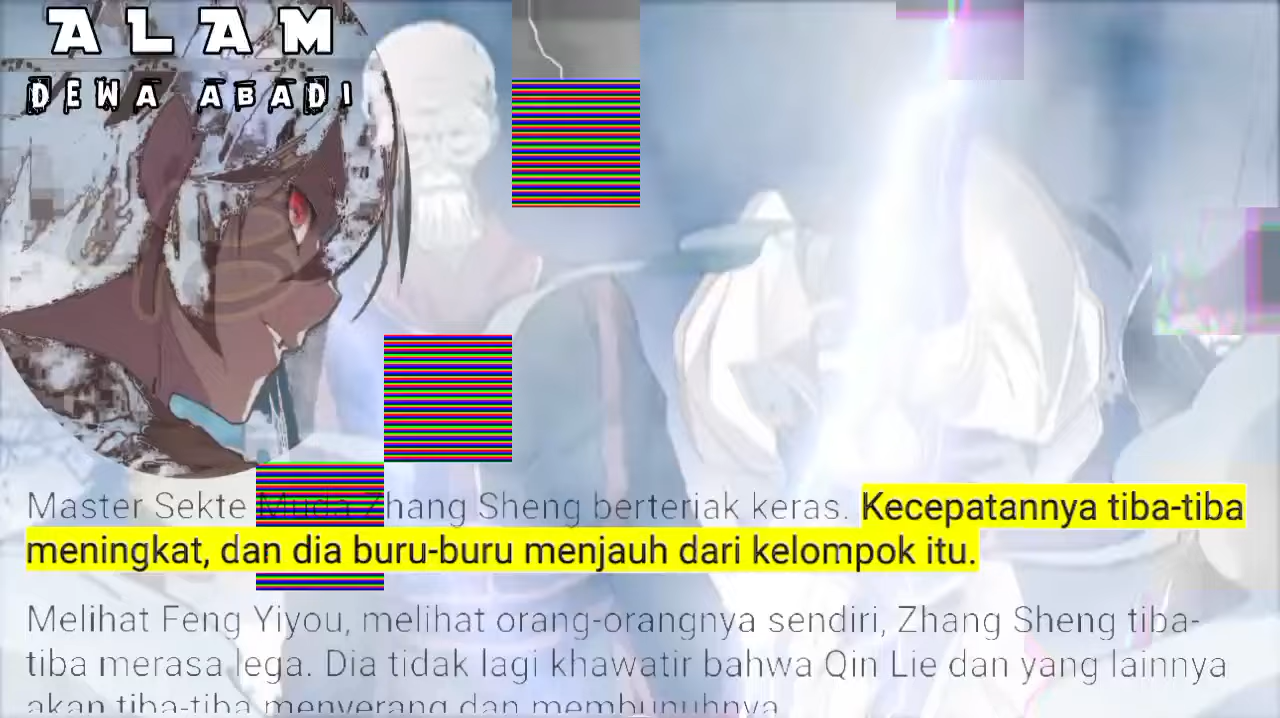 ALAM
DEWA ABADI
Master Sekte Muda Zhang Sheng berteriak keras. Kecepatannya tiba-tiba
meningkat, dan dia buru-buru menjauh dari kelompok itu.
Melihat Feng Yiyou, melihat orang-orangnya sendiri, Zhang Sheng tiba-
tiba merasa lega. Dia tidak lagi khawatir bahwa Qin Lie dan yang lainnya
akan tiba-tiba menyerang dan membunuhnya.